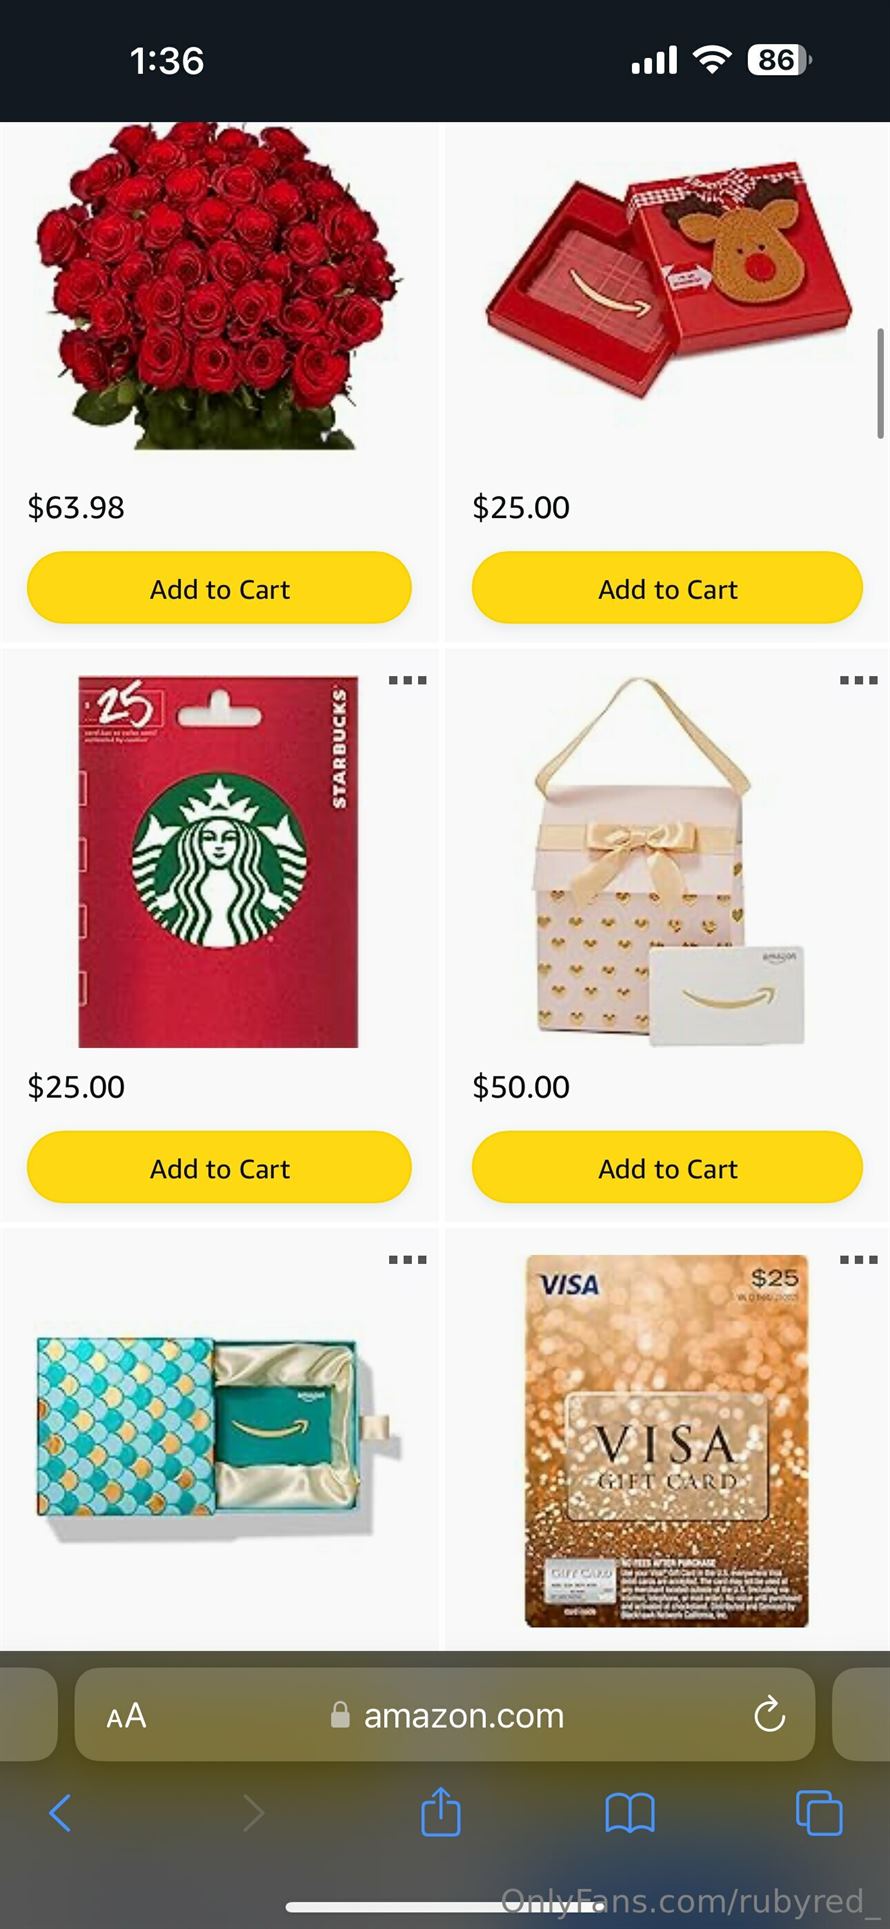 1:36
86
$63.98
$25.00
Add to Cart
Add to Cart
25
STARBUCKS
amazon
$25.00
$50.00
Add to Cart
Add to Cart
amazon
VISA
$25
VISA
GIFT CARD
NO FEES AFTER PURCHASE
GIFT CARD
AA
amazon.com
OnlyFans.com/rubyred_